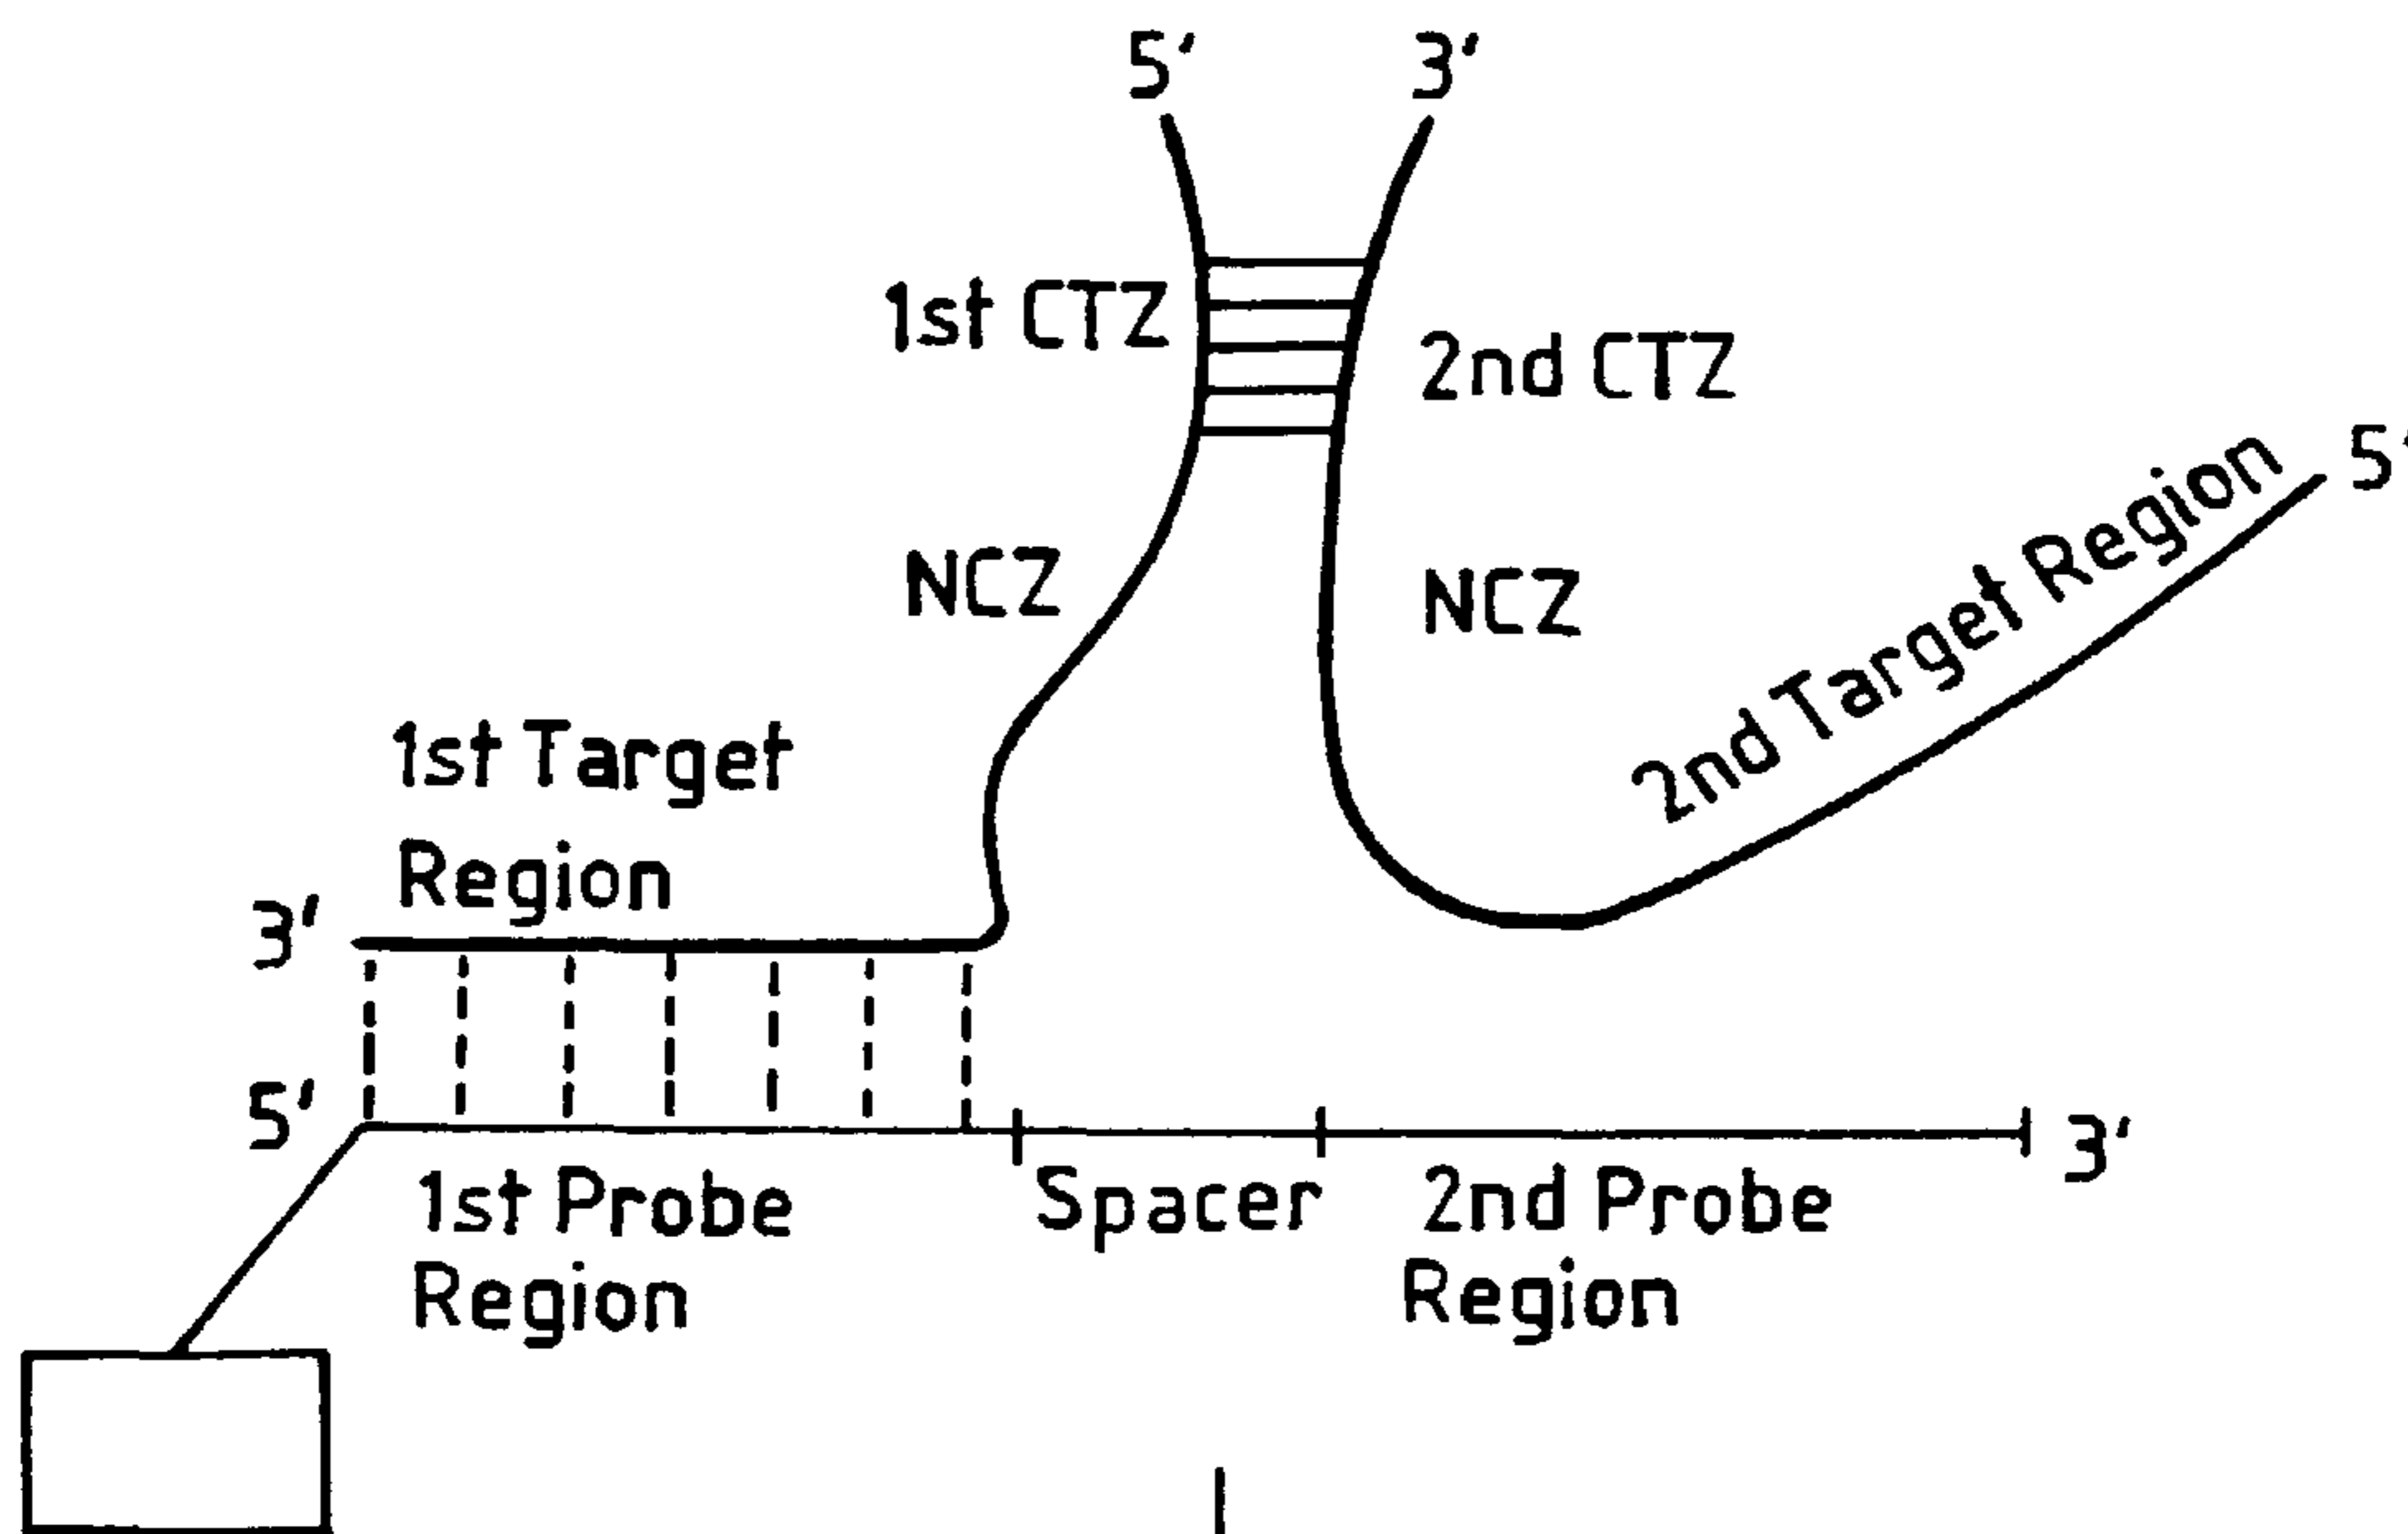 5' 3'
1st CTZ
2nd CTZ
5'
NCZ NCZ
2nd Target Region
1st Target
Region
3'
5' 3'
1st Probe Spacer 2nd Probe
Region Region